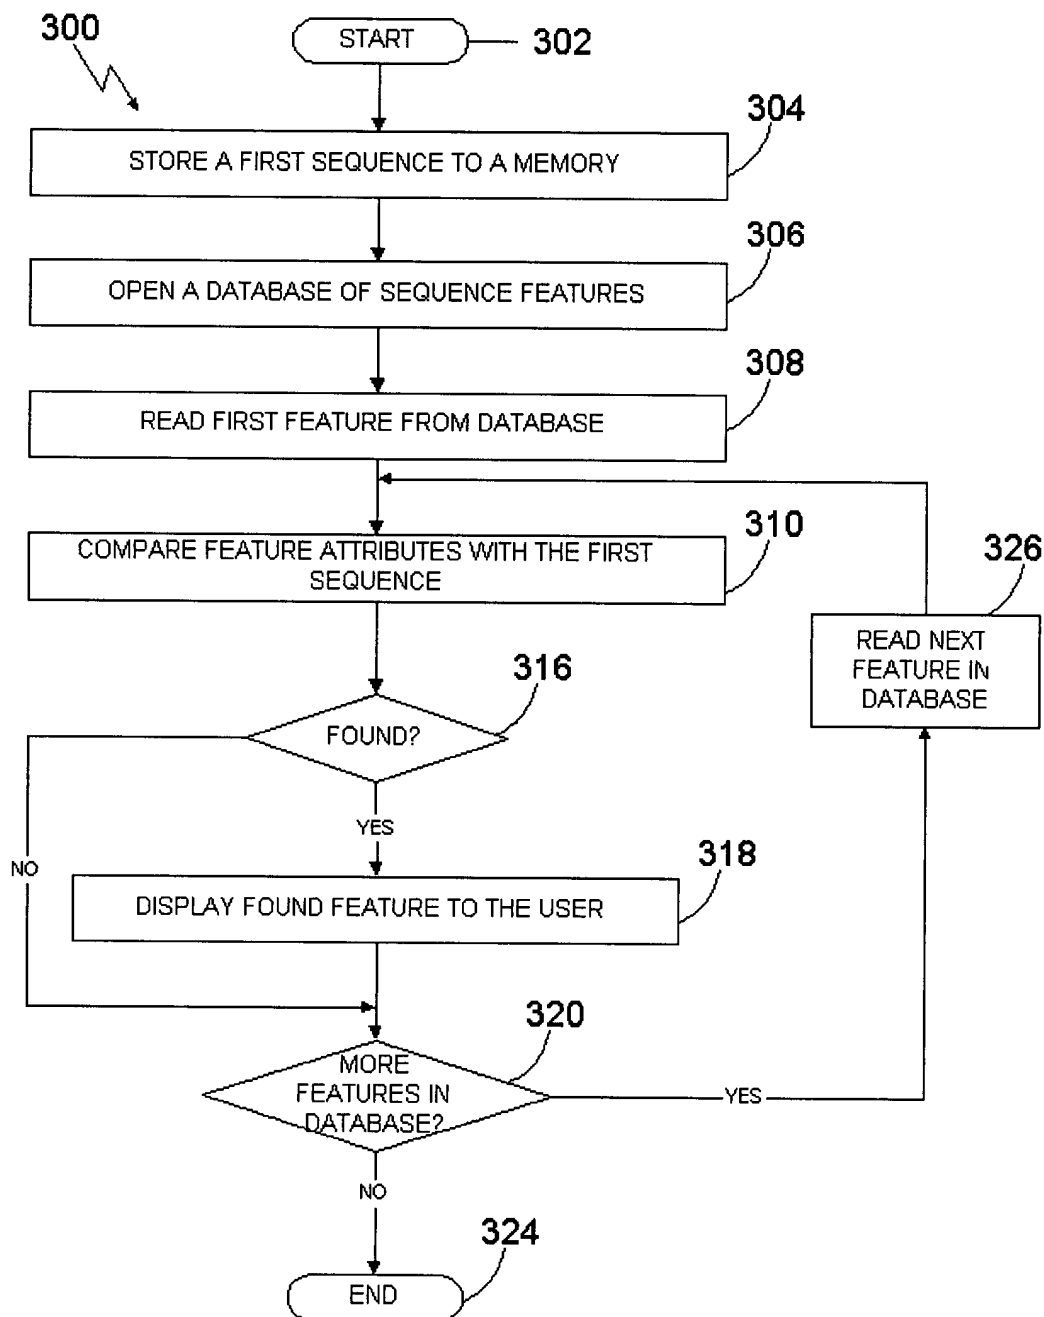 300
START
302
304
STORE A FIRST SEQUENCE TO A MEMORY
306
OPEN A DATABASE OF SEQUENCE FEATURES
308
READ FIRST FEATURE FROM DATABASE
310
COMPARE FEATURE ATTRIBUTES WITH THE FIRST
SEQUENCE
326
READ NEXT
FEATURE IN
DATABASE
316
FOUND?
YES
NO
318
DISPLAY FOUND FEATURE TO THE USER
320
MORE
FEATURES IN
DATABASE?
YES
NO
324
END